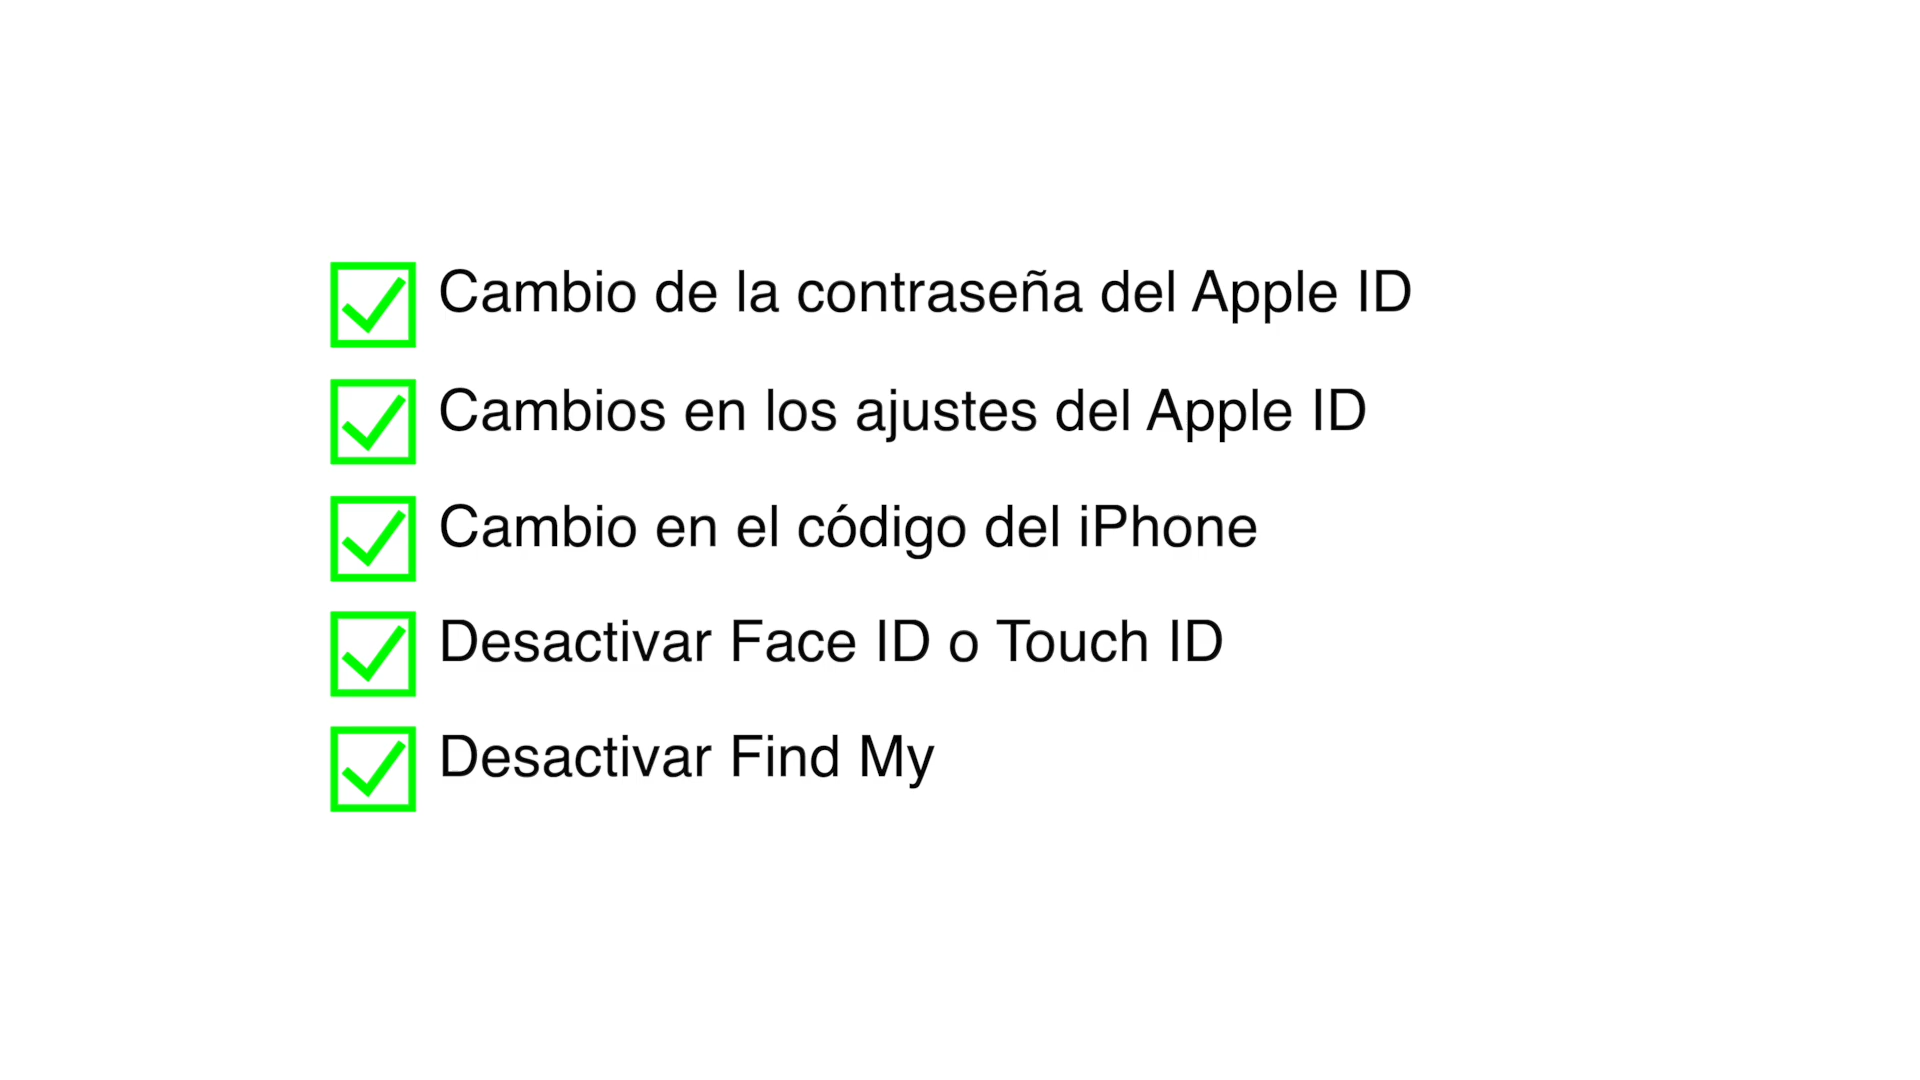 Cambio de la contraseña del Apple ID
Cambios en los ajustes del Apple ID
Cambio en el código del iPhone
Desactivar Face ID o Touch ID
Desactivar Find My